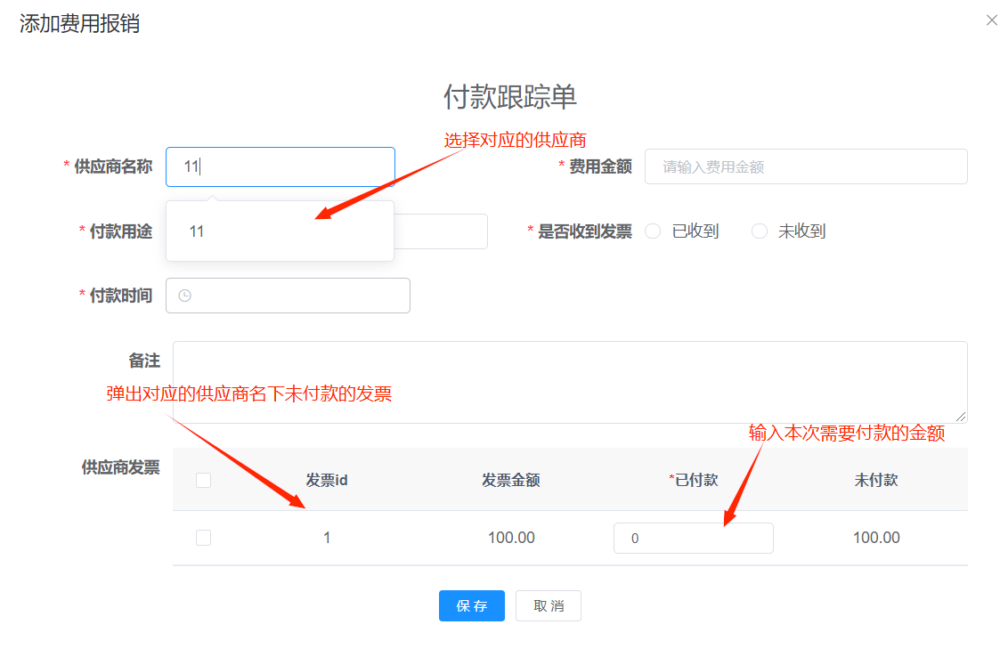 添加费用报销
付款跟踪单
选择对应的供应商
* 供应商名称 11 * 费用金额 请输入费用金额
11
* 付款用途 * 是否收到发票 已收到 未收到
* 付款时间
备注
弹出对应的供应商名下未付款的发票
输入本次需要付款的金额
供应商发票 发票id 发票金额 *已付款 未付款
1 100.00 0 100.00
保 存 取 消